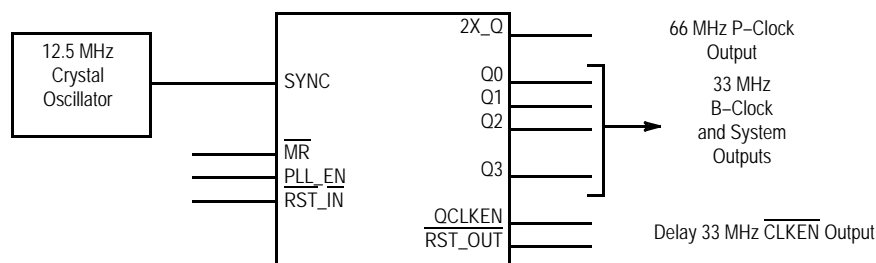 12.5 MHz
Crystal
Oscillator
SYNC
MR
PLL_EN
RST_IN
2X_Q
Q0
Q1
Q2
Q3
QCLKEN
RST_OUT
66 MHz P–Clock
Output
33 MHz
B–Clock
and System
Outputs
Delay 33 MHz CLKEN Output